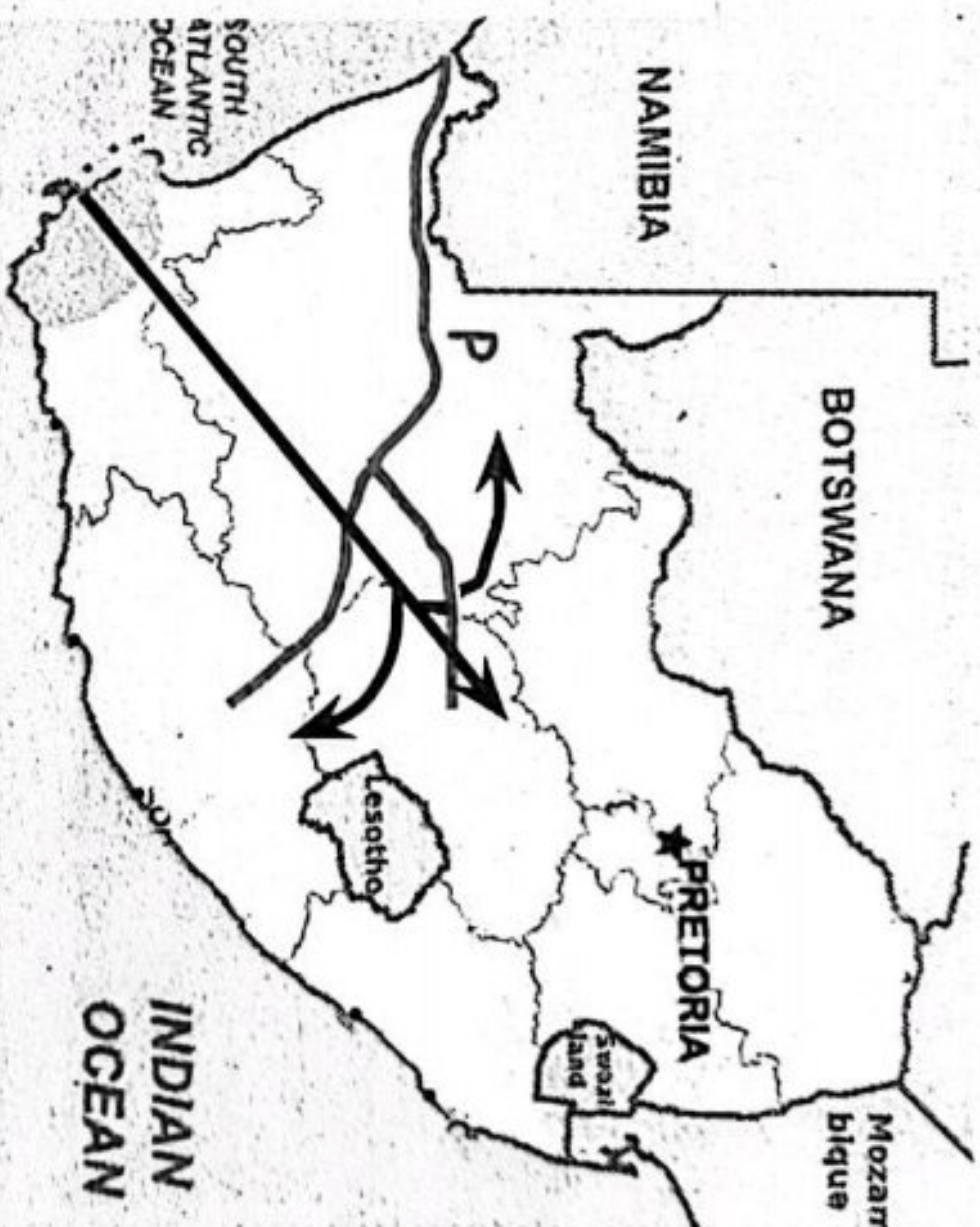 NAMIBIA
BOTSWANA
SOUTH
ATLANTIC
OCEAN
P
PRETORIA
Lesotho
Swazi
land
Mozam
bique
INDIAN
OCEAN